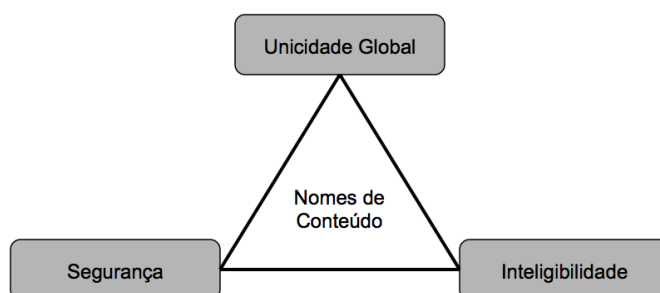 Unicidade Global
Nomes de
Conteúdo
Segurança
Inteligibilidade